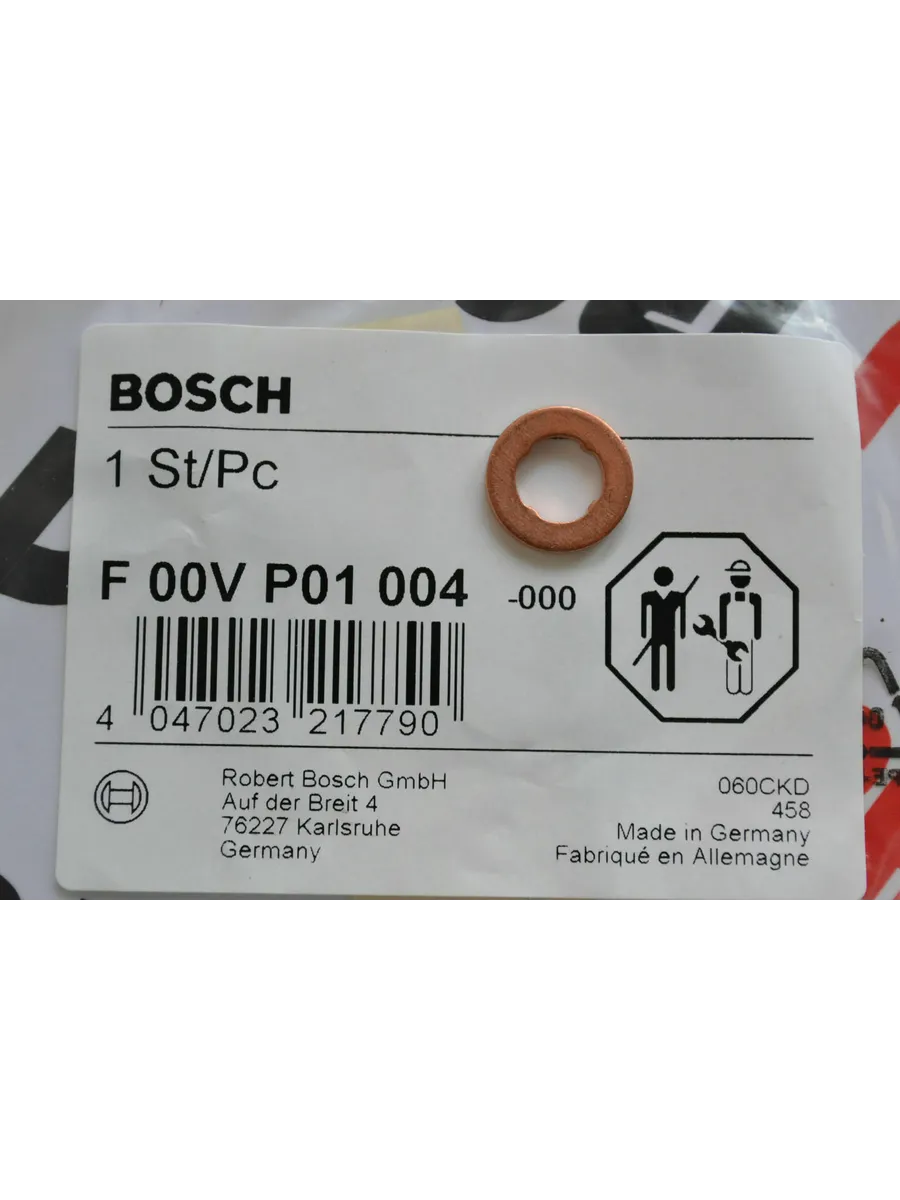 BOSCH
1 St/Pc
F 00V P01 004 -000
4 047023 217790
Robert Bosch GmbH
Auf der Breit 4
76227 Karlsruhe
Germany
060CKD
458
Made in Germany
Fabriqué en Allemagne